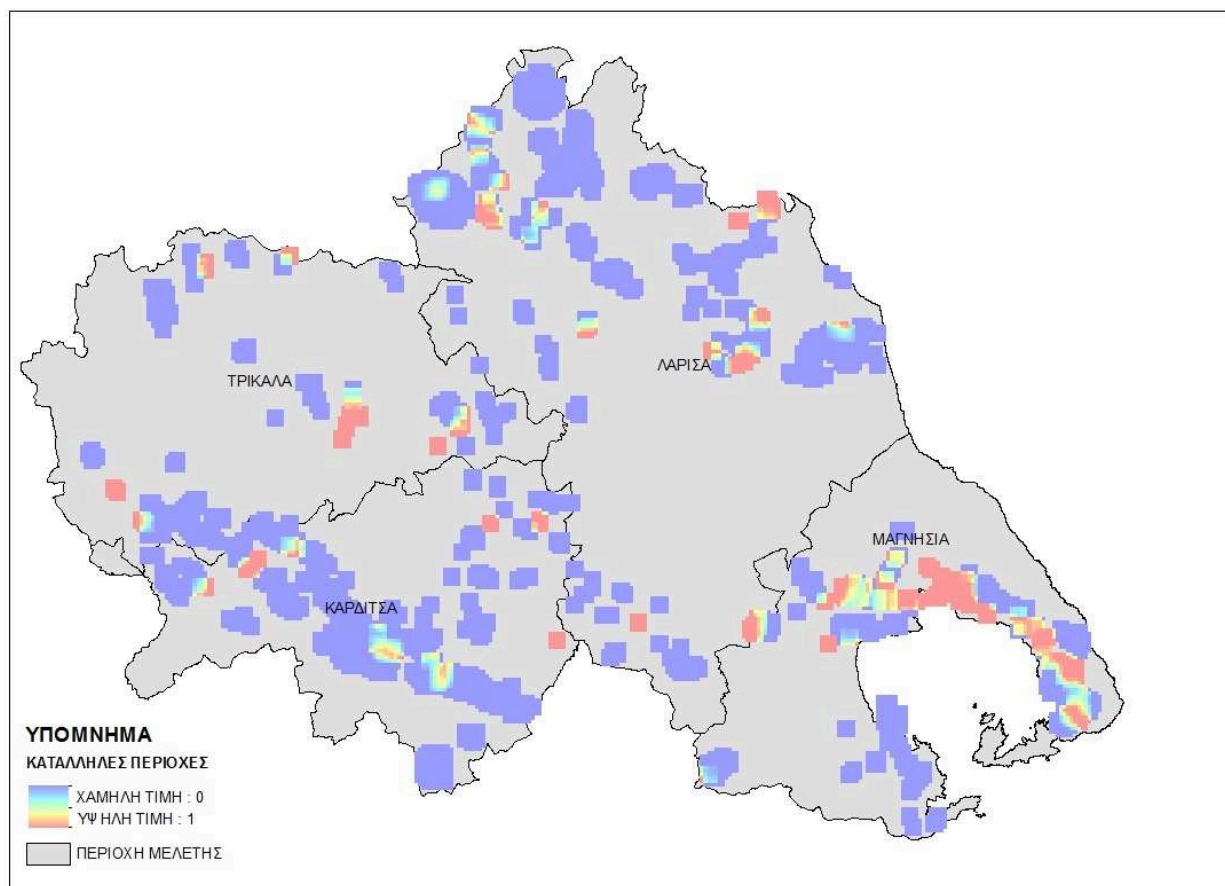 ΛΑΡΙΣΑ
ΤΡΙΚΑΛΑ
ΜΑΓΝΗΣΙΑ
ΚΑΡΔΙΤΣΑ
ΥΠΟΜΝΗΜΑ
ΚΑΤΑΛΛΗΛΕΣ ΠΕΡΙΟΧΕΣ
ΧΑΜΗΛΗ ΤΙΜΗ : 0
ΥΨΗΛΗ ΤΙΜΗ : 1
ΠΕΡΙΟΧΗ ΜΕΛΕΤΗΣ